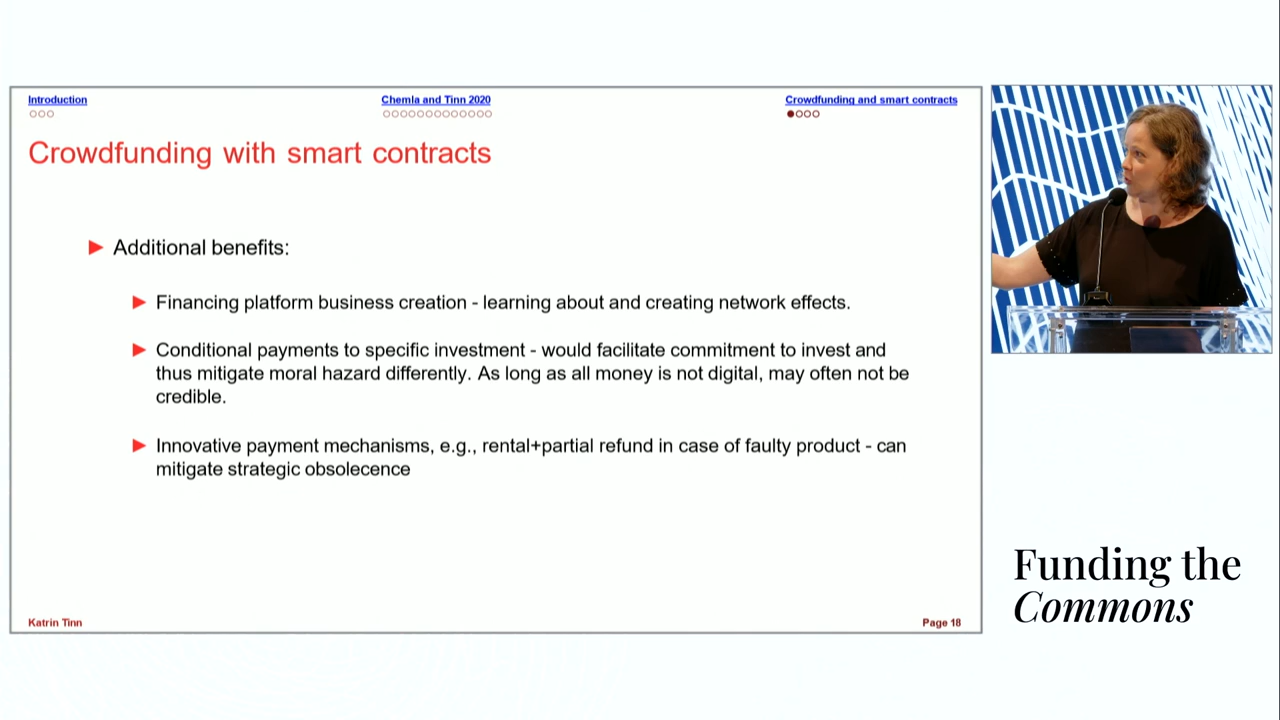 Introduction
Chemla and Tinn 2020
Crowdfunding and smart contracts
Crowdfunding with smart contracts
Additional benefits:
Financing platform business creation - learning about and creating network effects.
Conditional payments to specific investment - would facilitate commitment to invest and
thus mitigate moral hazard differently. As long as all money is not digital, may often not be
credible.
Innovative payment mechanisms, e.g., rental+partial refund in case of faulty product - can
mitigate strategic obsolecence
Katrin Tinn
Page 18
Funding the
Commons